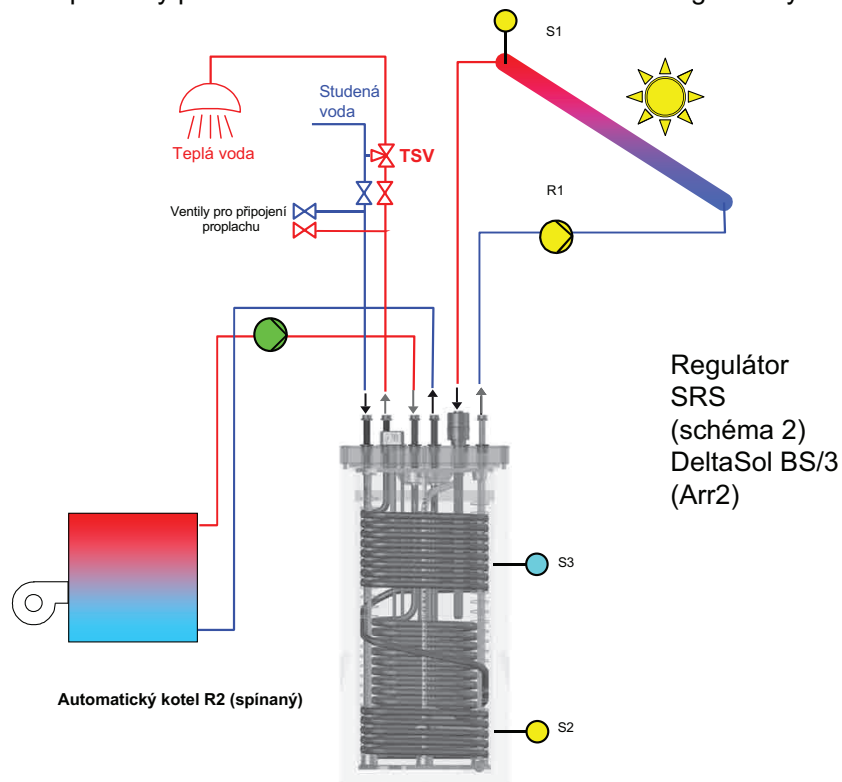 S1
Studená
voda
Teplá voda
TSV
R1
Ventily pro připojení
proplachu
Regulátor
SRS
(schéma 2)
DeltaSol BS/3
(Arr2)
S3
Automatický kotel R2 (spínaný)
S2